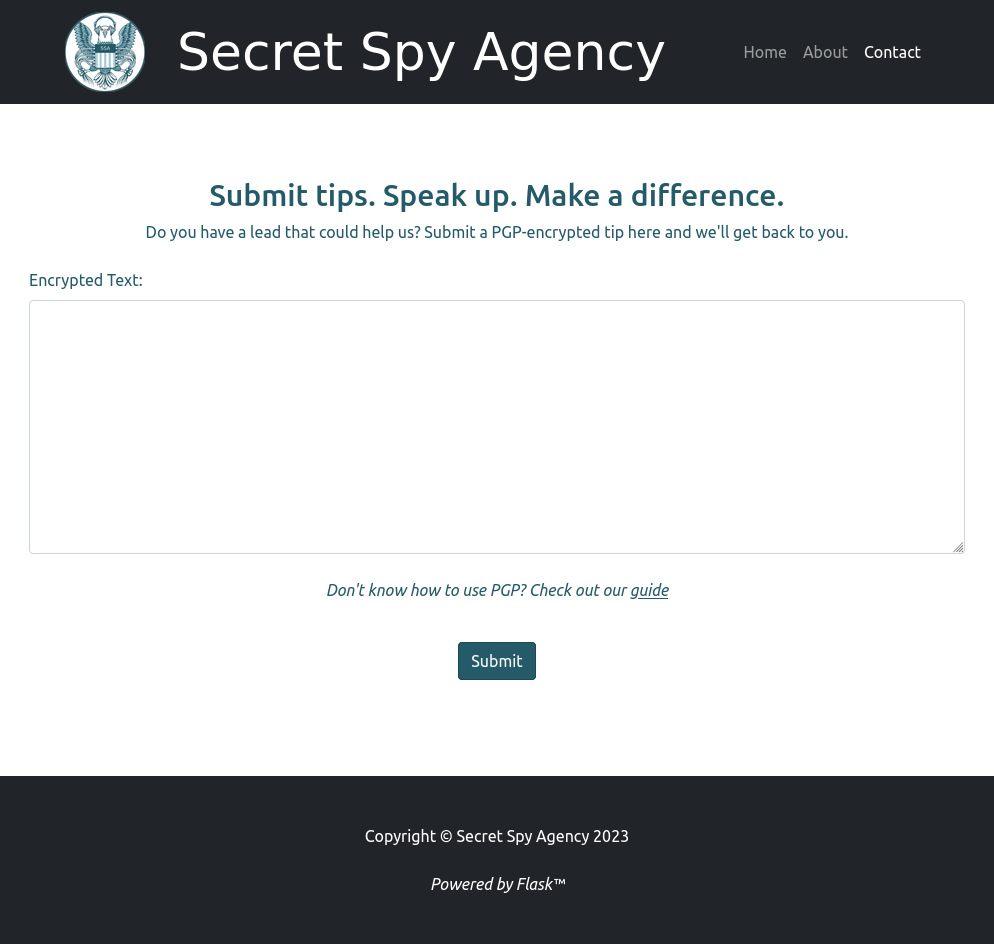 SSA
Secret Spy Agency
Home About Contact
Submit tips. Speak up. Make a difference.
Do you have a lead that could help us? Submit a PGP-encrypted tip here and we'll get back to you.
Encrypted Text:
Don't know how to use PGP? Check out our guide
Submit
Copyright © Secret Spy Agency 2023
Powered by Flask™